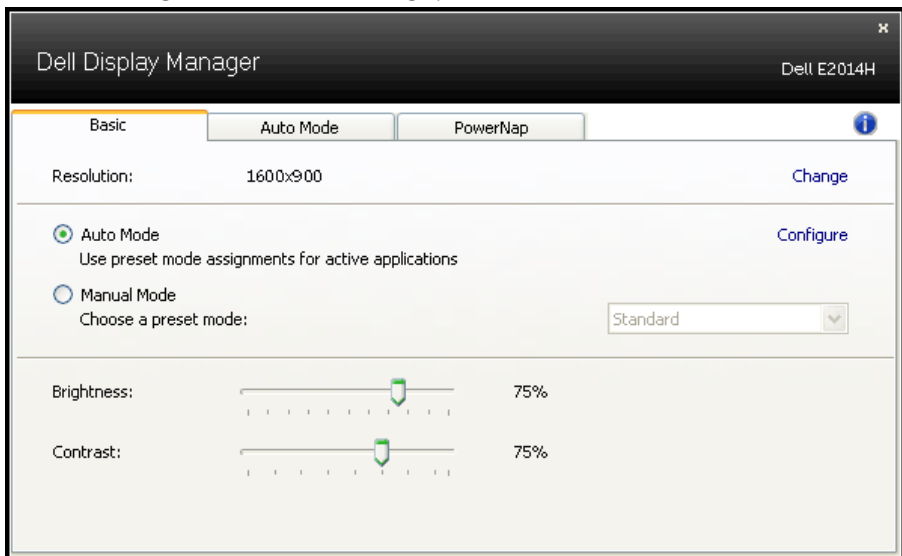 Dell Display Manager
Dell E2014H
Basic Auto Mode PowerNap
Resolution: 1600x900 Change
Auto Mode Configure
Use preset mode assignments for active applications
Manual Mode
Choose a preset mode: Standard
Brightness: 75%
Contrast: 75%